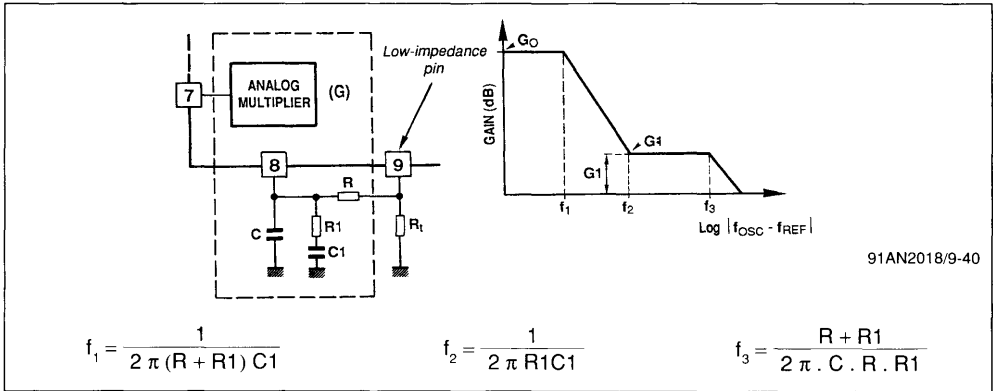 7
ANALOG
MULTIPLIER
(G)
Low-impedance
pin
8
9
R
C
R1
C1
Rt
GAIN (dB)
GO
G1
G1
f1
f2
f3
Log |fOSC - fREF|
91AN2018/9-40
f1 = 1 / 2 π (R + R1) C1
f2 = 1 / 2 π R1C1
f3 = R + R1 / 2 π . C . R . R1